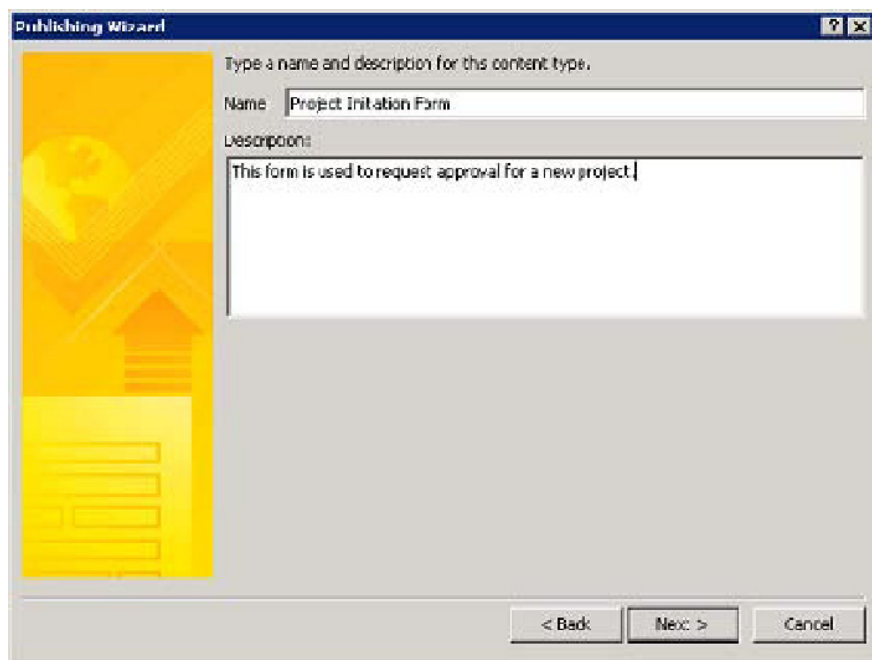 Publishing Wizard
Type a name and description for this content type.
Name Project Initation Form
Description:
This form is used to request approval for a new project.
< Back Next > Cancel